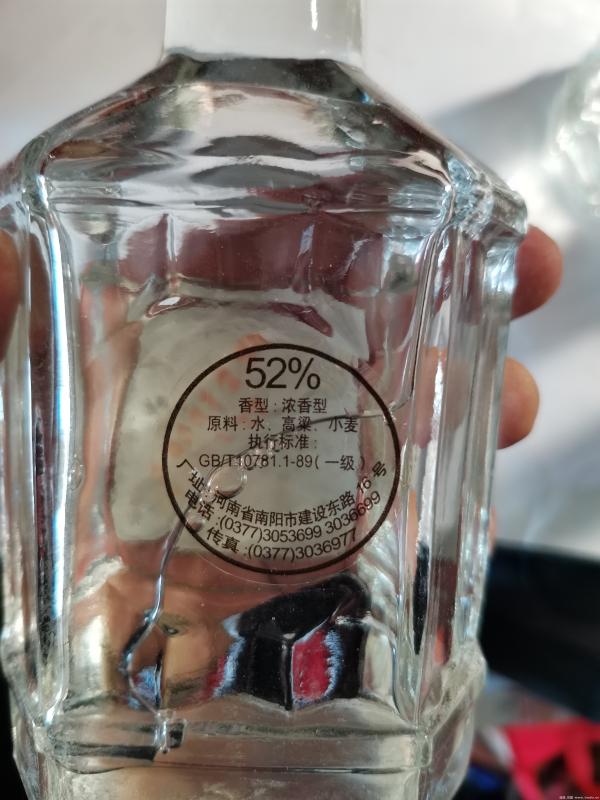 52%
香型：浓香型
原料：水、高粱、小麦
执行标准：
GB/T10781.1-89(一级)
厂址：河南省南阳市建设东路16号
电话：(0377)3053699 3036699
传真：(0377)3036977